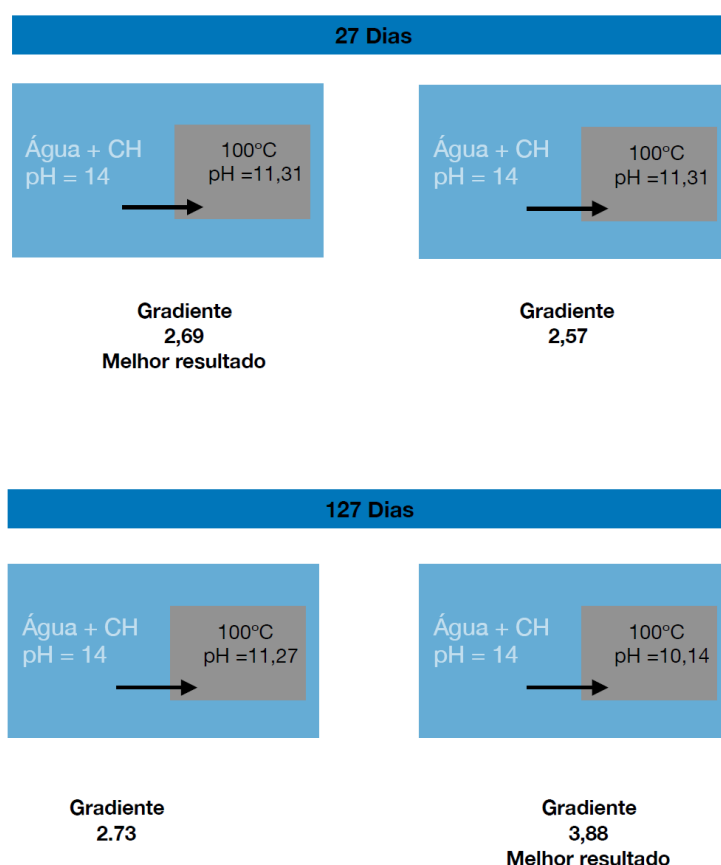 27 Dias
Água + CH
pH = 14
100°C
pH =11,31
Gradiente
2,69
Melhor resultado
Água + CH
pH = 14
100°C
pH =11,31
Gradiente
2,57
127 Dias
Água + CH
pH = 14
100°C
pH =11,27
Gradiente
2.73
Água + CH
pH = 14
100°C
pH =10,14
Gradiente
3,88
Melhor resultado